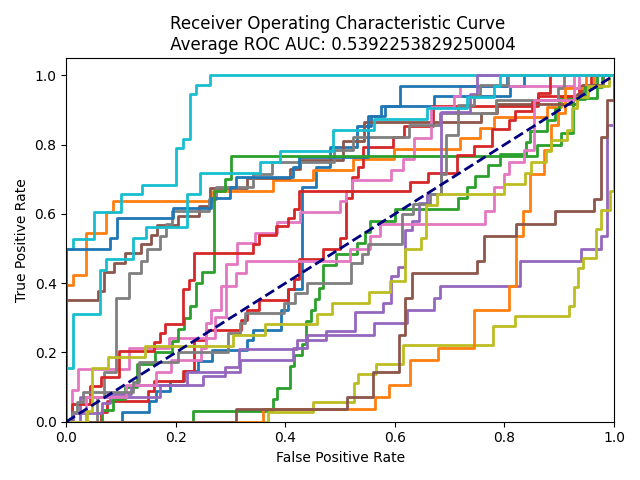 Receiver Operating Characteristic Curve
Average ROC AUC: 0.5392253829250004
1.0
0.8
0.6
0.4
0.2
0.0
True Positive Rate
0.0 0.2 0.4 0.6 0.8 1.0
False Positive Rate